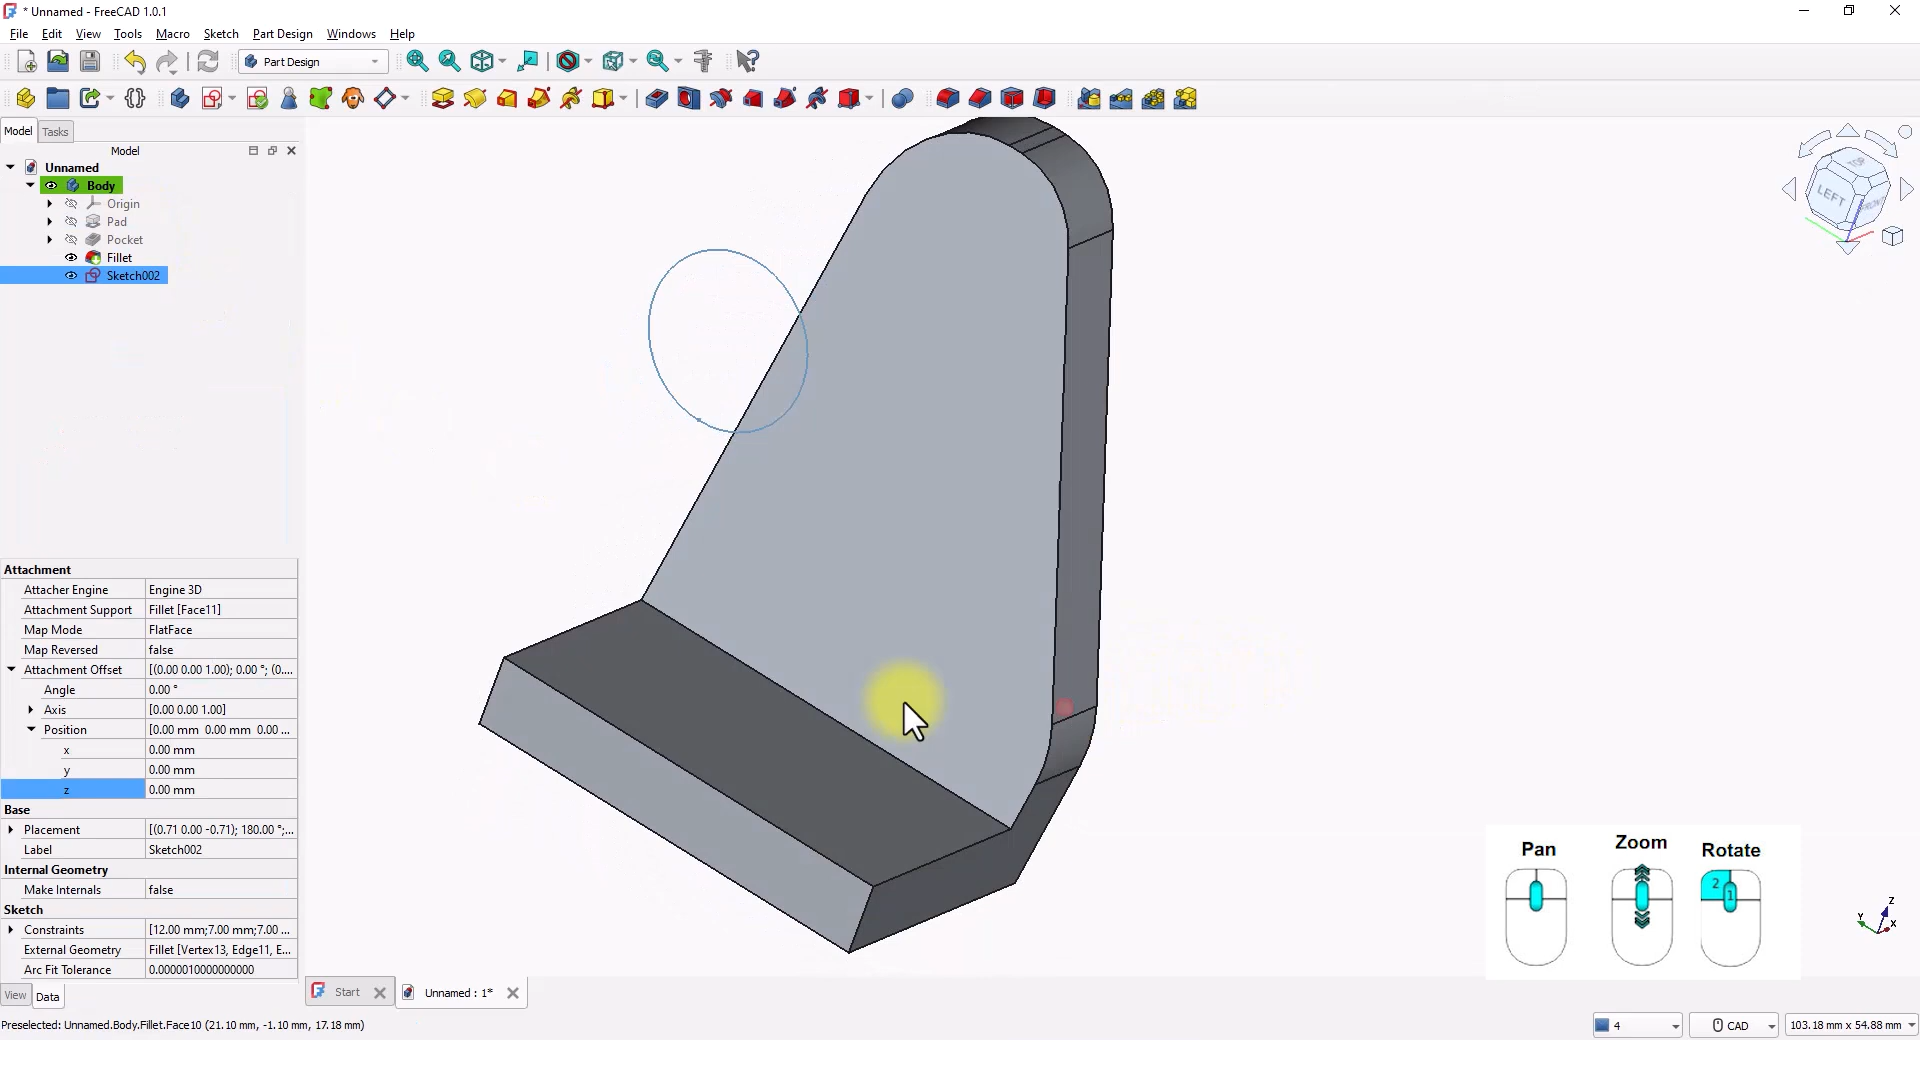 * Unnamed - FreeCAD 1.0.1
File Edit View Tools Macro Sketch Part Design Windows Help
Part Design
Model Tasks
Model
Unnamed
Body
Origin
Pad
Pocket
Fillet
Sketch002
LEFT
FRONT
Attachment
Attacher Engine Engine 3D
Attachment Support Fillet [Face11]
Map Mode FlatFace
Map Reversed false
Attachment Offset [(0.00 0.00 1.00); 0.00 °; (0....
Angle 0.00 °
Axis [0.00 0.00 1.00]
Position [0.00 mm 0.00 mm 0.00 ...
x 0.00 mm
y 0.00 mm
z 0.00 mm
Base
Placement [(0.71 0.00 -0.71); 180.00 °;...
Label Sketch002
Internal Geometry
Make Internals false
Sketch
Constraints [12.00 mm;7.00 mm;7.00 ...
External Geometry Fillet [Vertex13, Edge11, E...
Arc Fit Tolerance 0.0000010000000000
View Data
Start Unnamed : 1*
Pan Zoom Rotate
2 1
Z
Y X
Preselected: Unnamed.Body.Fillet.Face10 (21.10 mm, -1.10 mm, 17.18 mm)
4 CAD 103.18 mm x 54.88 mm